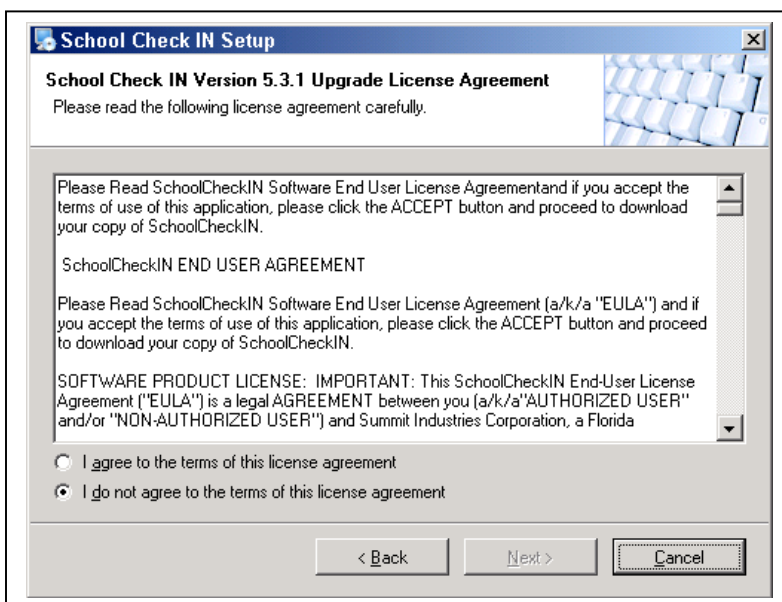 School Check IN Setup
School Check IN Version 5.3.1 Upgrade License Agreement
Please read the following license agreement carefully.
Please Read SchoolCheckIN Software End User License Agreementand if you accept the
terms of use of this application, please click the ACCEPT button and proceed to download
your copy of SchoolCheckIN.
SchoolCheckIN END USER AGREEMENT
Please Read SchoolCheckIN Software End User License Agreement (a/k/a "EULA") and if
you accept the terms of use of this application, please click the ACCEPT button and proceed
to download your copy of SchoolCheckIN.
SOFTWARE PRODUCT LICENSE:  IMPORTANT: This SchoolCheckIN End-User License
Agreement ("EULA") is a legal AGREEMENT between you (a/k/a"AUTHORIZED USER"
and/or "NON-AUTHORIZED USER") and Summit Industries Corporation, a Florida
I agree to the terms of this license agreement
I do not agree to the terms of this license agreement
< Back Next > Cancel